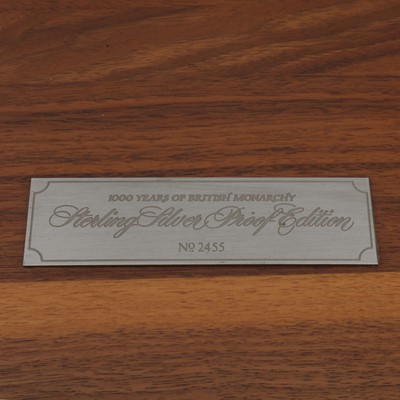 1000 YEARS OF BRITISH MONARCHY
Sterling Silver Proof Edition
Nº 2455